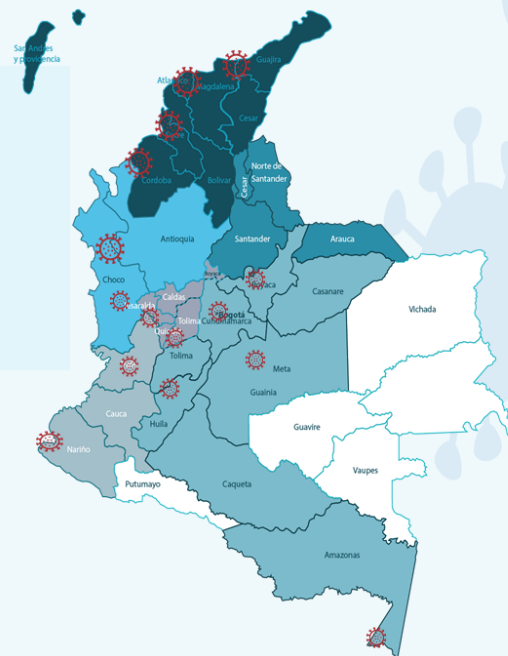 San Andres
y providencia
Guajira
Magdalena
Cesar
Cordoba
Bolivar
Cesar
Norte de
Santander
Antioquia
Santander
Arauca
Choco
Caldas
Casanare
Vichada
Tolima
Bogotá
Cundinamarca
Tolima
Meta
Guainia
Cauca
Huila
Guavire
Nariño
Vaupes
Putumayo
Caqueta
Amazonas